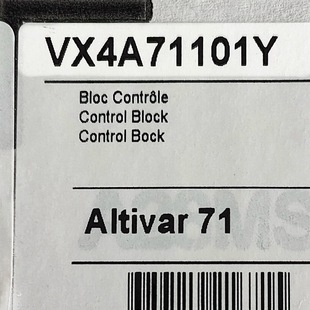 VX4A71101Y
Bloc Contrôle
Control Block
Control Bock
Altivar 71